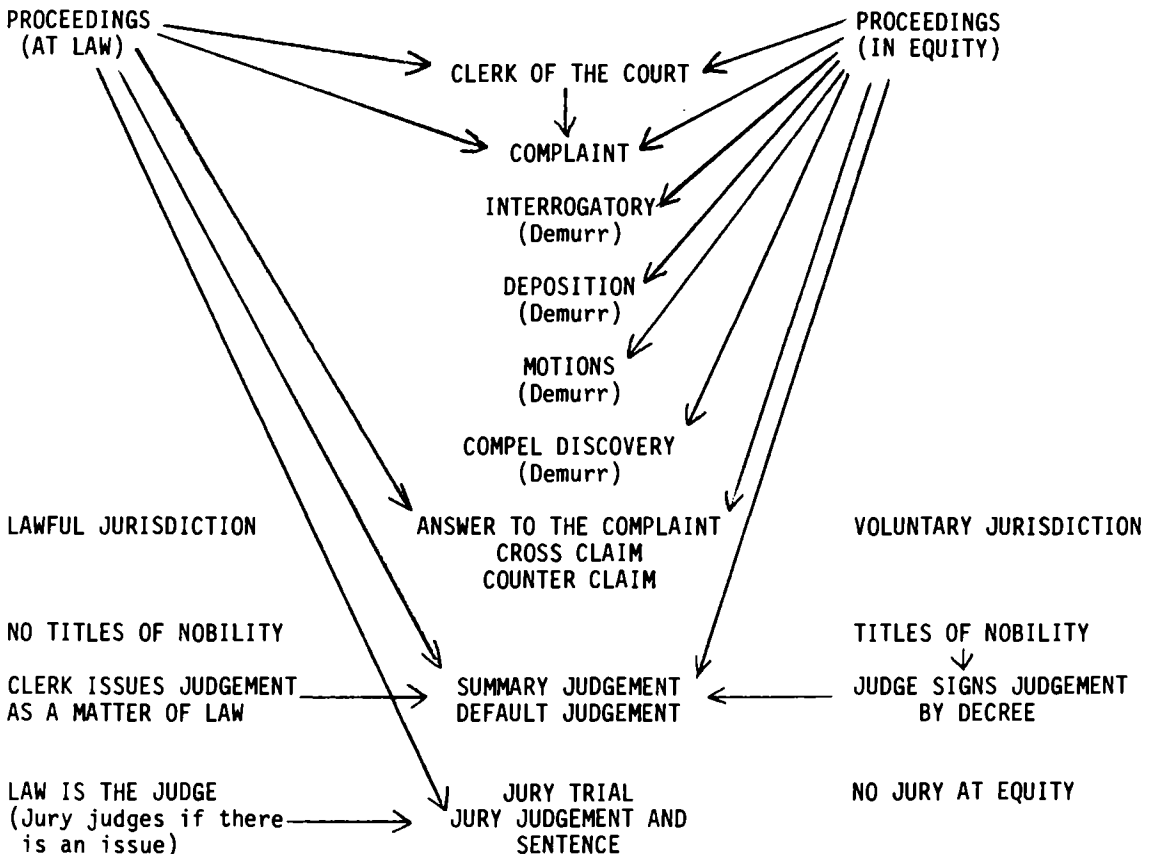 PROCEEDINGS
(AT LAW)
PROCEEDINGS
(IN EQUITY)
CLERK OF THE COURT
COMPLAINT
INTERROGATORY
(Demurr)
DEPOSITION
(Demurr)
MOTIONS
(Demurr)
COMPEL DISCOVERY
(Demurr)
LAWFUL JURISDICTION
ANSWER TO THE COMPLAINT
CROSS CLAIM
COUNTER CLAIM
VOLUNTARY JURISDICTION
NO TITLES OF NOBILITY
TITLES OF NOBILITY
CLERK ISSUES JUDGEMENT
AS A MATTER OF LAW
SUMMARY JUDGEMENT
DEFAULT JUDGEMENT
JUDGE SIGNS JUDGEMENT
BY DECREE
LAW IS THE JUDGE
(Jury judges if there
is an issue)
JURY TRIAL
JURY JUDGEMENT AND
SENTENCE
NO JURY AT EQUITY